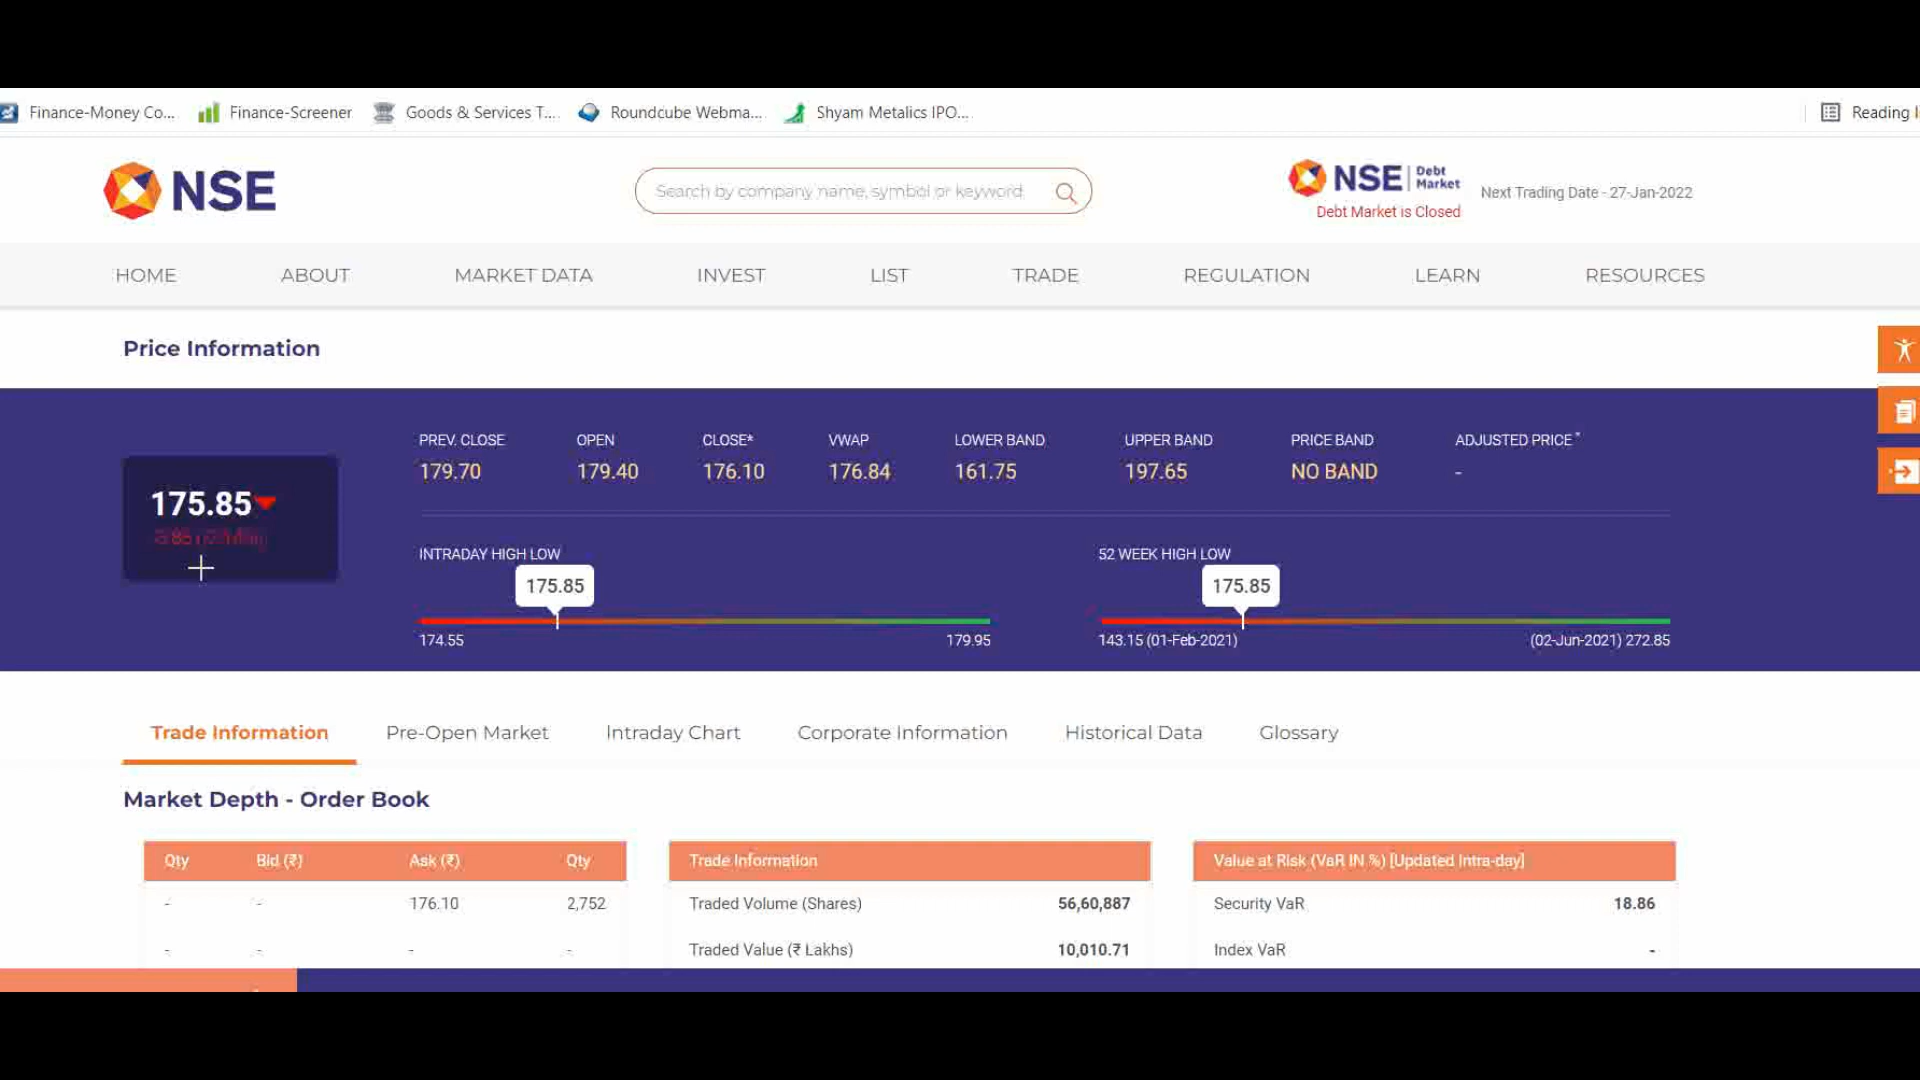 Finance-Money Co... Finance-Screener Goods & Services T... Roundcube Webma... Shyam Metalics IPO... Reading
NSE Search by company name, symbol or keyword NSE Debt Market Next Trading Date - 27-Jan-2022
Debt Market is Closed
HOME ABOUT MARKET DATA INVEST LIST TRADE REGULATION LEARN RESOURCES
Price Information
PREV. CLOSE OPEN CLOSE* VWAP LOWER BAND UPPER BAND PRICE BAND ADJUSTED PRICE*
179.70 179.40 176.10 176.84 161.75 197.65 NO BAND -
175.85
INTRADAY HIGH LOW 52 WEEK HIGH LOW
175.85 175.85
174.55 179.95 143.15 (01-Feb-2021) (02-Jun-2021) 272.85
Trade Information Pre-Open Market Intraday Chart Corporate Information Historical Data Glossary
Market Depth - Order Book
Qty Bid (₹) Ask (₹) Qty Trade Information Value at Risk (VaR IN %) [Updated Intra-day]
- - 176.10 2,752 Traded Volume (Shares) 56,60,887 Security VaR 18.86
- - - - Traded Value (₹ Lakhs) 10,010.71 Index VaR -